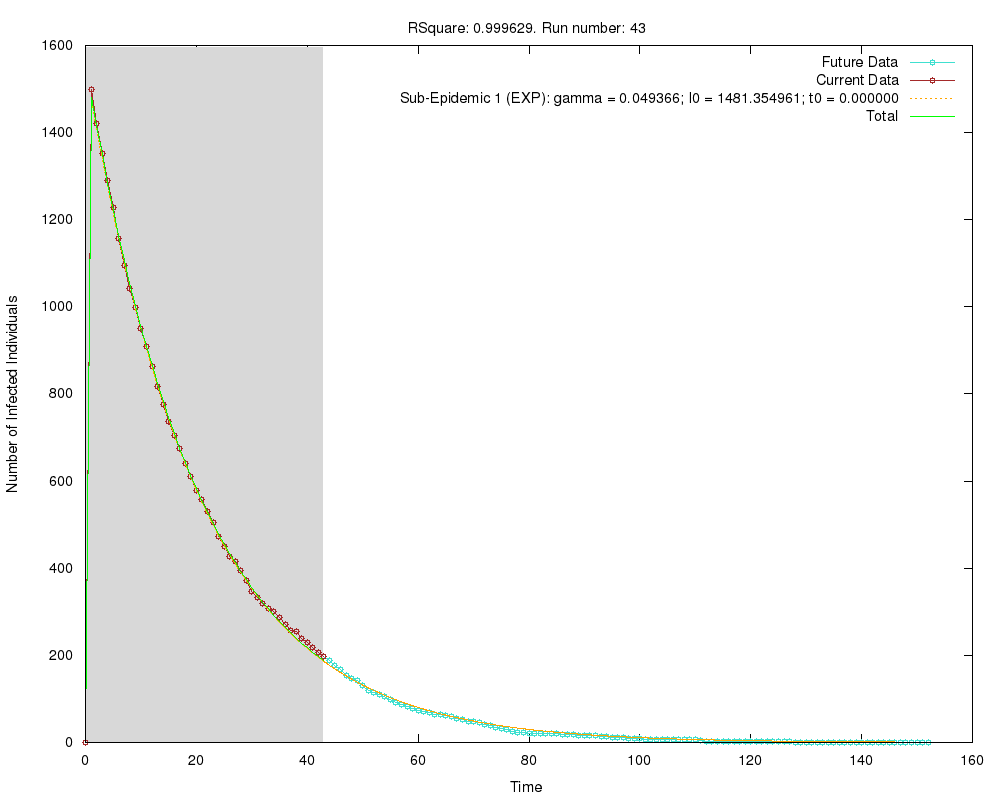 RSquare: 0.999629. Run number: 43
Future Data
Current Data
Sub-Epidemic 1 (EXP): gamma = 0.049366; I0 = 1481.354961; t0 = 0.000000
Total
1600
1400
1200
1000
800
600
400
200
0
Number of Infected Individuals
0 20 40 60 80 100 120 140 160
Time